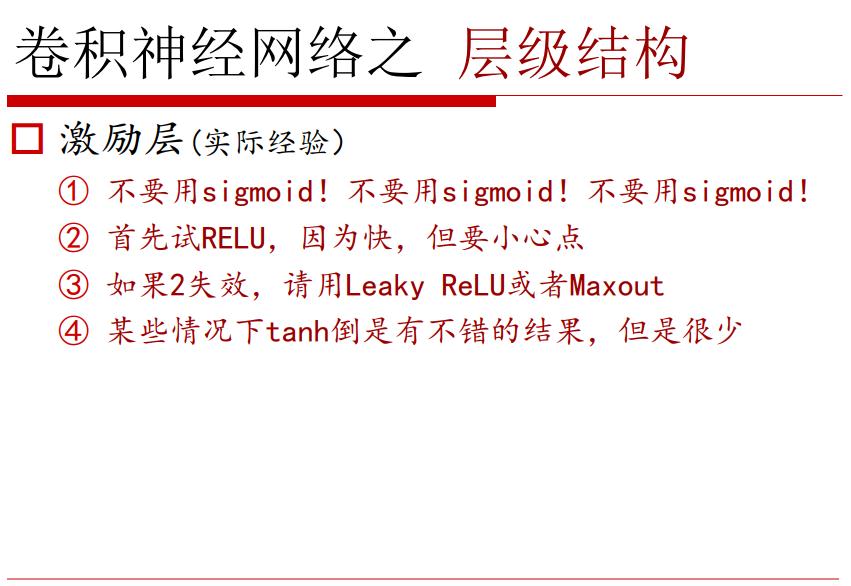 卷积神经网络之 层级结构
激励层(实际经验)
① 不要用sigmoid! 不要用sigmoid! 不要用sigmoid!
② 首先试RELU, 因为快, 但要小心点
③ 如果2失效, 请用Leaky ReLU或者Maxout
④ 某些情况下tanh倒是有不错的结果, 但是很少